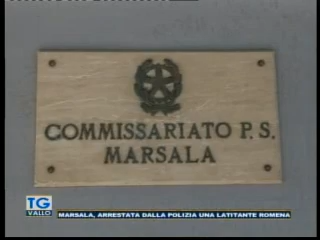 COMMISSARIATO P. S.
MARSALA
TG
VALLO
MARSALA, ARRESTATA DALLA POLIZIA UNA LATITANTE ROMENA